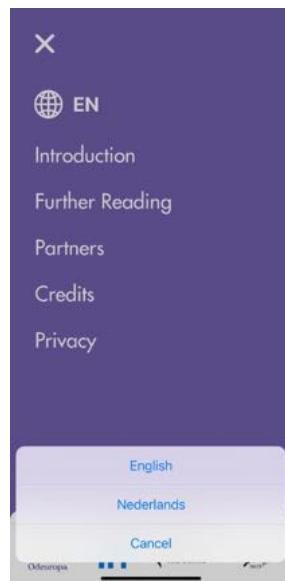 EN
Introduction
Further Reading
Partners
Credits
Privacy
English
Nederlands
Cancel
Odeuropa